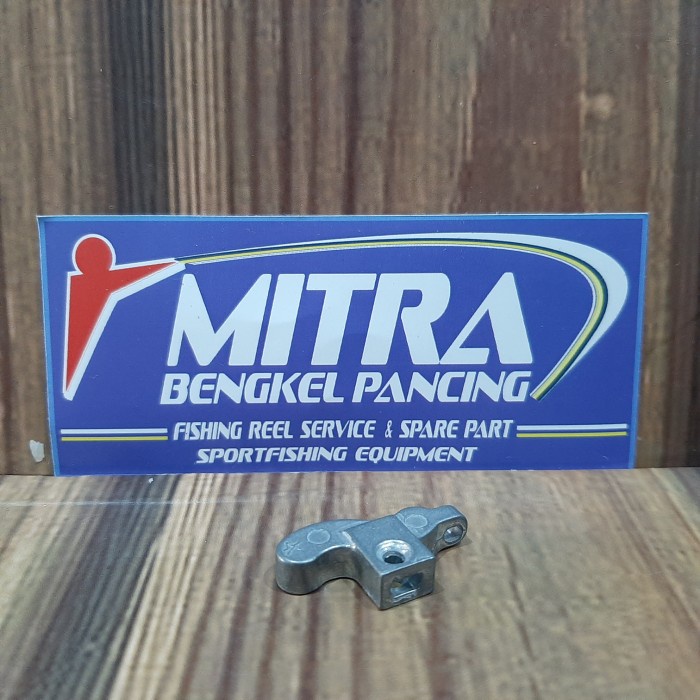 MITRA
BENGKEL PANCING
FISHING REEL SERVICE & SPARE PART
SPORTFISHING EQUIPMENT